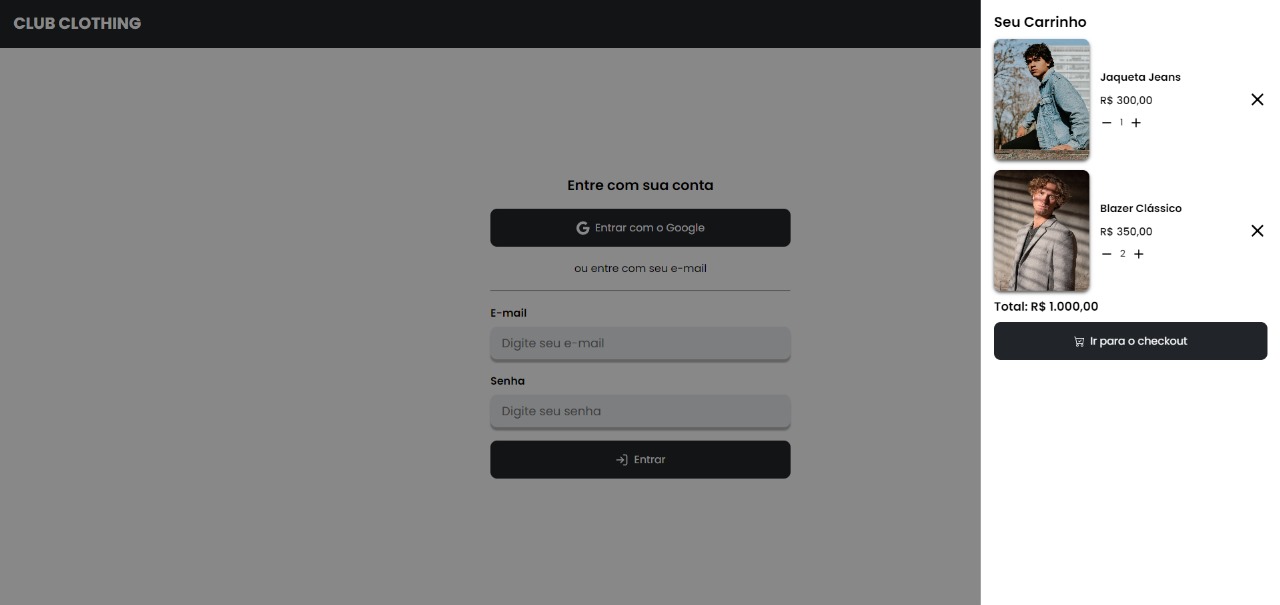 CLUB CLOTHING
Entre com sua conta
Entrar com o Google
ou entre com seu e-mail
E-mail
Digite seu e-mail
Senha
Digite seu senha
Entrar
Seu Carrinho
Jaqueta Jeans
R$ 300,00
1
Blazer Clássico
R$ 350,00
2
Total: R$ 1.000,00
Ir para o checkout